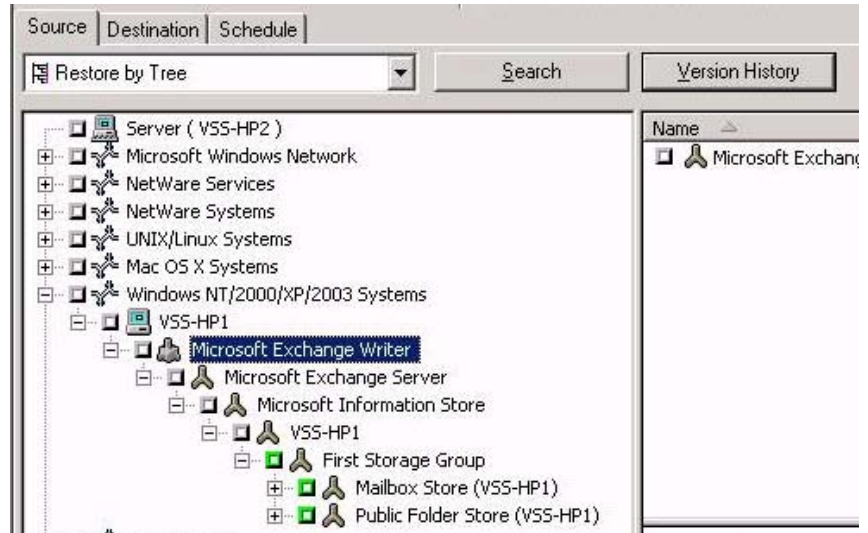 Source Destination Schedule
Restore by Tree Search Version History
Server ( VSS-HP2 )
Microsoft Windows Network
NetWare Services
NetWare Systems
UNIX/Linux Systems
Mac OS X Systems
Windows NT/2000/XP/2003 Systems
VSS-HP1
Microsoft Exchange Writer
Microsoft Exchange Server
Microsoft Information Store
VSS-HP1
First Storage Group
Mailbox Store (VSS-HP1)
Public Folder Store (VSS-HP1)
Name
Microsoft Exchang